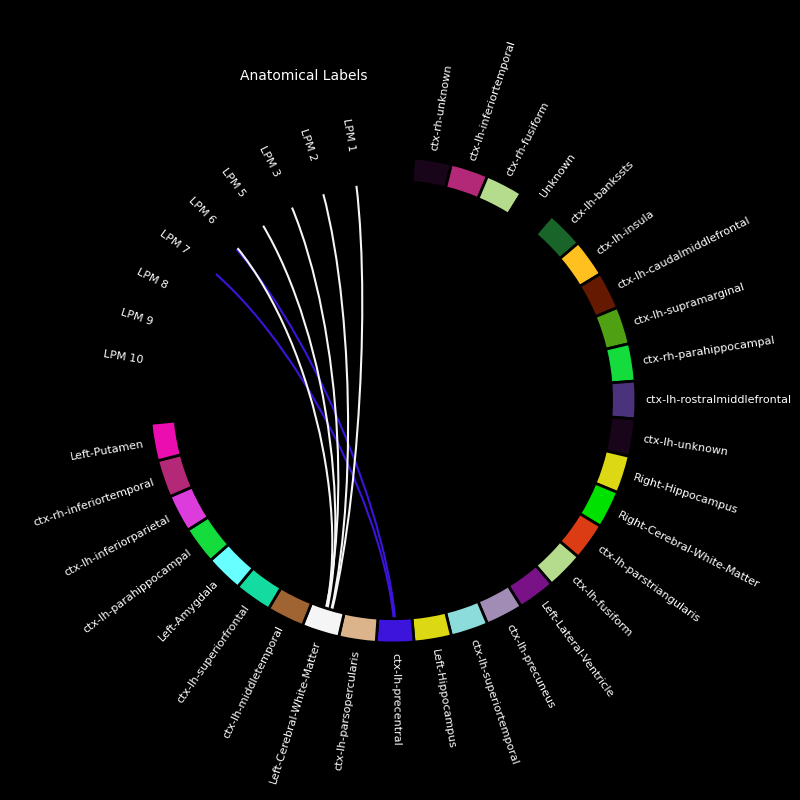 Anatomical Labels
ctx-rh-unknown
ctx-lh-inferiortemporal
ctx-rh-fusiform
Unknown
ctx-lh-bankssts
ctx-lh-insula
ctx-lh-caudalmiddlefrontal
ctx-lh-supramarginal
ctx-rh-parahippocampal
ctx-lh-rostralmiddlefrontal
ctx-lh-unknown
Right-Hippocampus
Right-Cerebral-White-Matter
ctx-lh-parstriangularis
ctx-lh-fusiform
Left-Lateral-Ventricle
ctx-lh-precuneus
ctx-lh-superiortemporal
Left-Hippocampus
ctx-lh-precentral
ctx-lh-parsopercularis
Left-Cerebral-White-Matter
ctx-lh-middletemporal
ctx-lh-superiorfrontal
Left-Amygdala
ctx-lh-parahippocampal
ctx-lh-inferiorparietal
ctx-rh-inferiortemporal
Left-Putamen
LPM 10
LPM 9
LPM 8
LPM 7
LPM 6
LPM 5
LPM 3
LPM 2
LPM 1